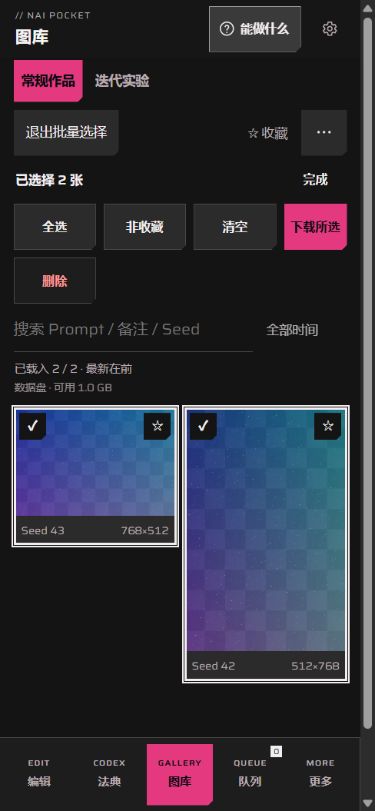 // NAI POCKET
图库
能做什么
常规作品 迭代实验
退出批量选择 ☆ 收藏 ···
已选择 2 张 完成
全选 非收藏 清空 下载所选
删除
搜索 Prompt / 备注 / Seed 全部时间
已载入 2 / 2 · 最新在前
数据盘 · 可用 1.0 GB
Seed 43 768×512
Seed 42 512×768
0
EDIT CODEX GALLERY QUEUE MORE
编辑 法典 图库 队列 更多